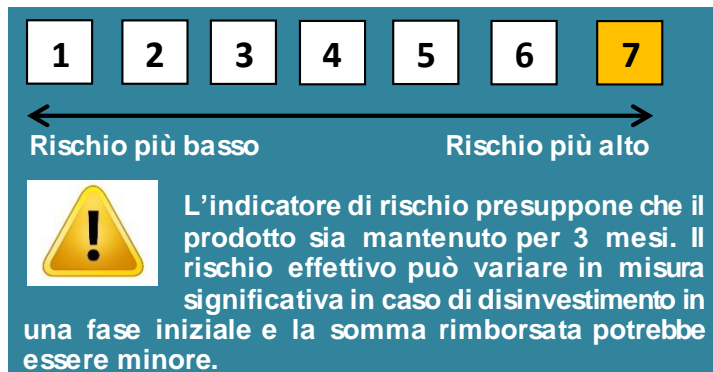 1 2 3 4 5 6 7
Rischio più basso Rischio più alto
!
L'indicatore di rischio presuppone che il
prodotto sia mantenuto per 3 mesi. Il
rischio effettivo può variare in misura
significativa in caso di disinvestimento in
una fase iniziale e la somma rimborsata potrebbe
essere minore.